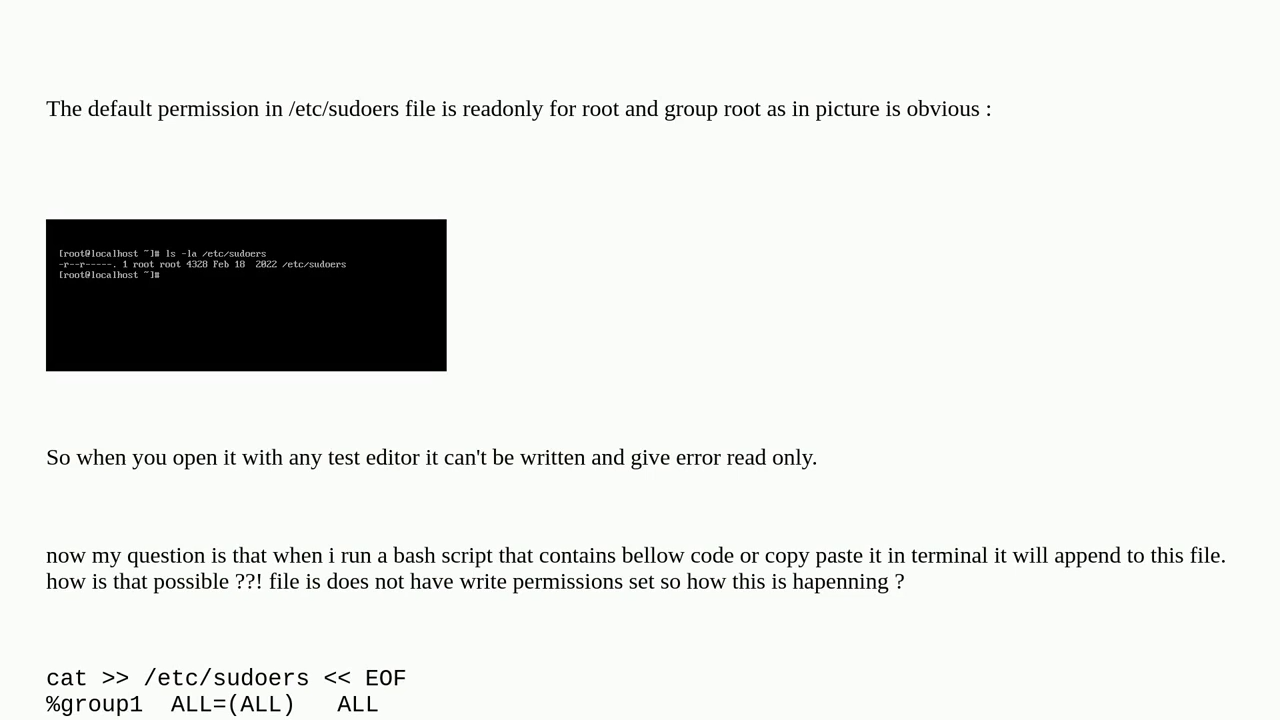 The default permission in /etc/sudoers file is readonly for root and group root as in picture is obvious :
[root@localhost ~]# ls -la /etc/sudoers
-r--r-----. 1 root root 4328 Feb 18  2022 /etc/sudoers
[root@localhost ~]#
So when you open it with any test editor it can't be written and give error read only.
now my question is that when i run a bash script that contains bellow code or copy paste it in terminal it will append to this file.
how is that possible ??! file is does not have write permissions set so how this is hapenning ?
cat >> /etc/sudoers << EOF
%group1  ALL=(ALL)   ALL